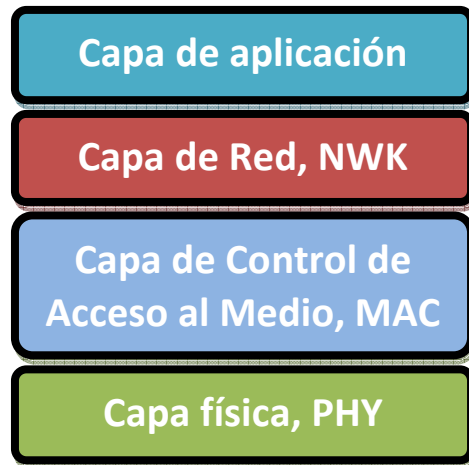 Capa de aplicación
Capa de Red, NWK
Capa de Control de
Acceso al Medio, MAC
Capa física, PHY